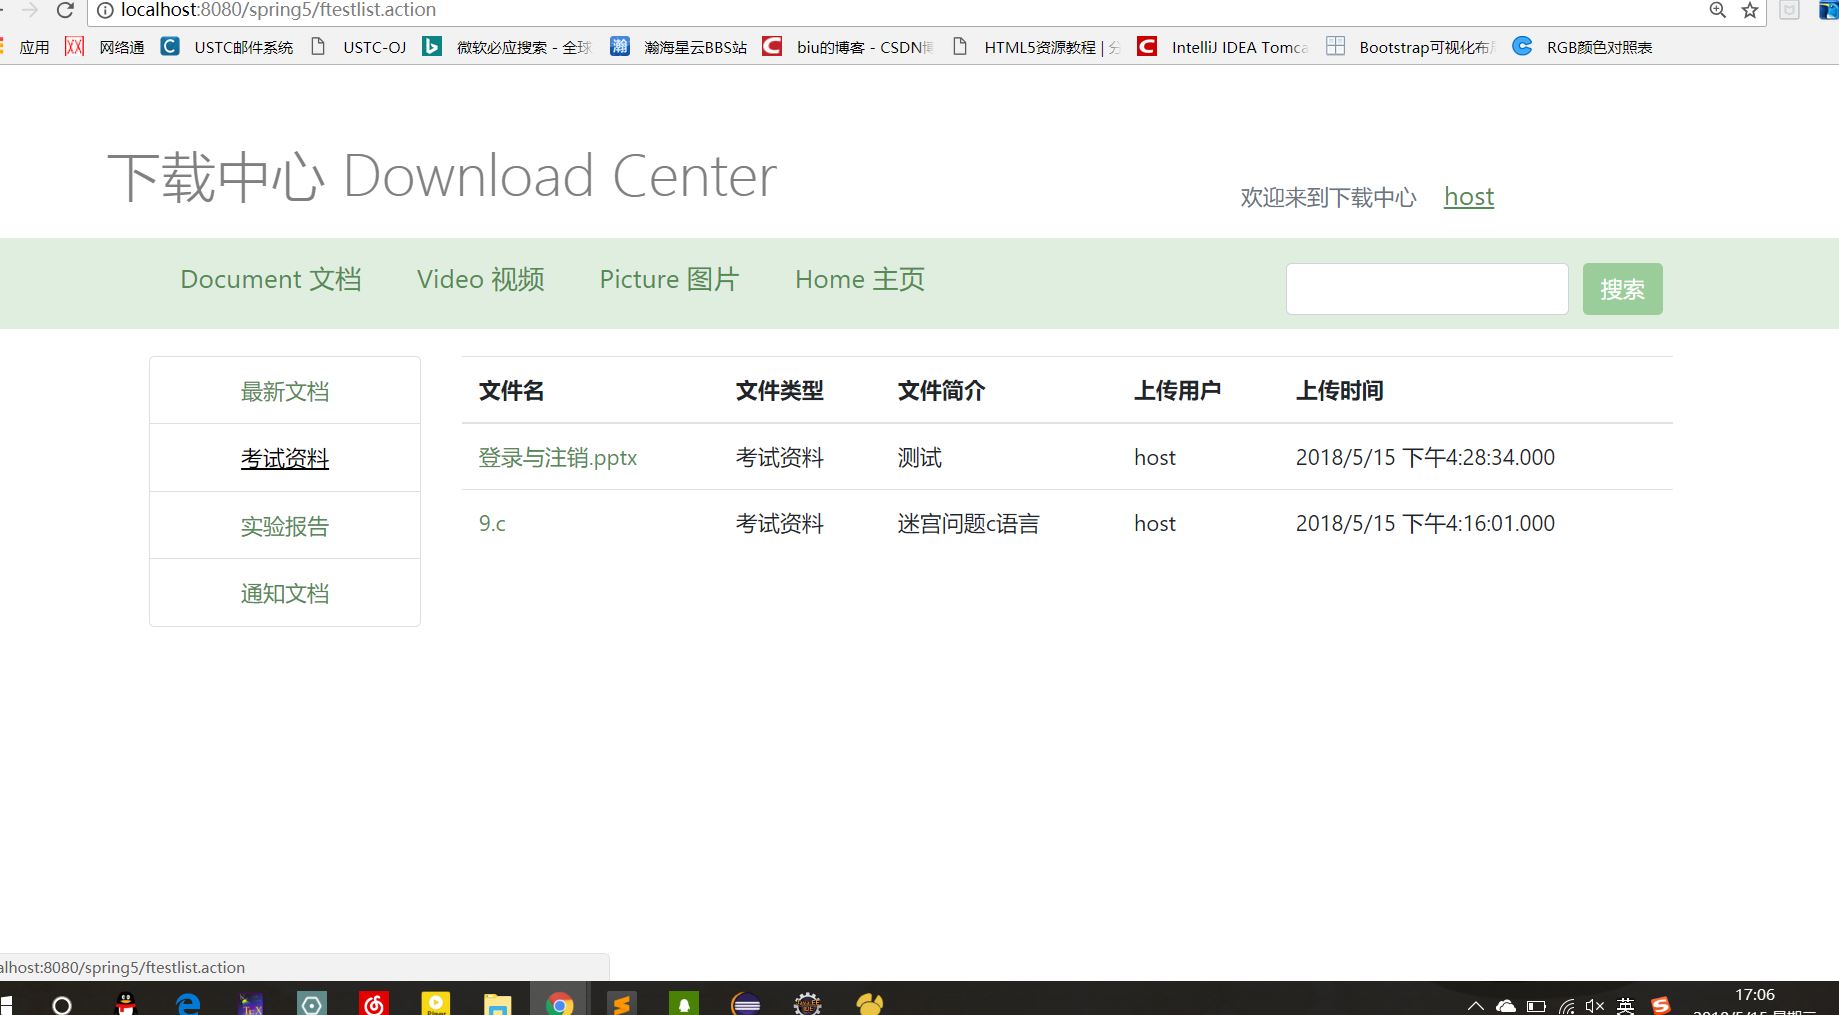 localhost:8080/spring5/ftestlist.action
应用 网络通 USTC邮件系统 USTC-OJ 微软必应搜索 - 全球 瀚海星云BBS站 biu的博客 - CSDN博 HTML5资源教程 | 分 IntelliJ IDEA Tomca Bootstrap可视化布局 RGB颜色对照表
下载中心 Download Center
欢迎来到下载中心 host
Document 文档 Video 视频 Picture 图片 Home 主页 搜索
最新文档
考试资料
实验报告
通知文档
文件名 文件类型 文件简介 上传用户 上传时间
登录与注销.pptx 考试资料 测试 host 2018/5/15 下午4:28:34.000
9.c 考试资料 迷宫问题c语言 host 2018/5/15 下午4:16:01.000
alhost:8080/spring5/ftestlist.action
英
17:06